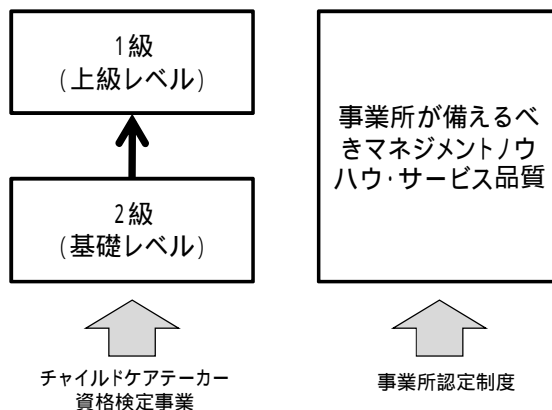 1級
(上級レベル)
2級
(基礎レベル)
チャイルドケアテーカー
資格検定事業
事業所が備えるべ
きマネジメントノウ
ハウ･サービス品質
事業所認定制度